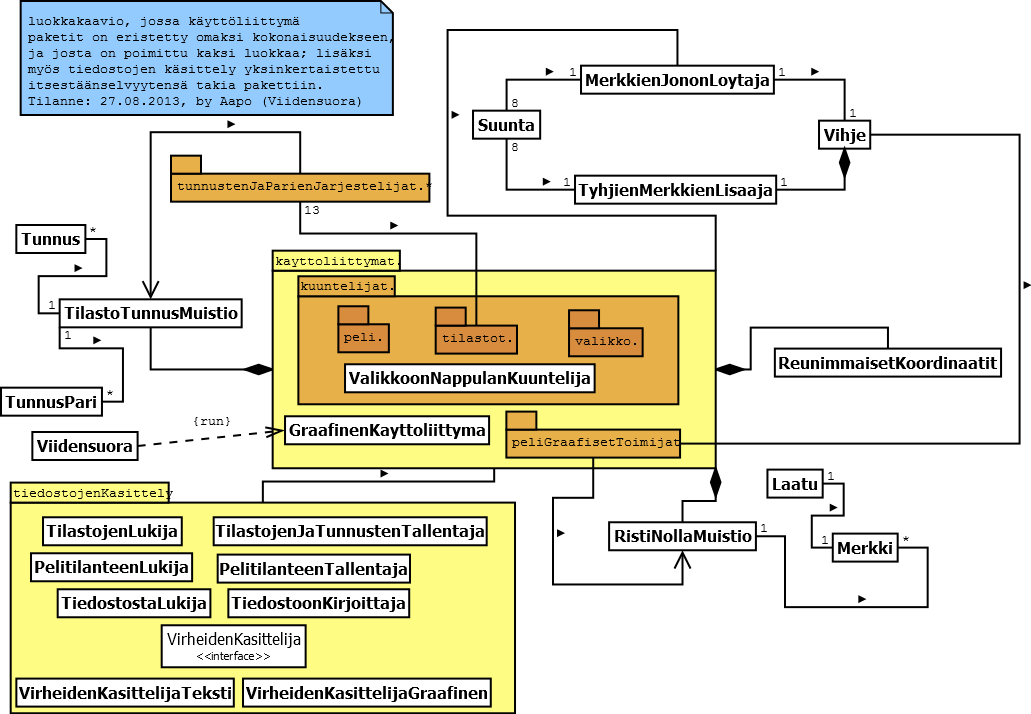 luokkakaavio, jossa käyttöliittymä
paketit on eristetty omaksi kokonaisuudekseen,
ja josta on poimittu kaksi luokkaa; lisäksi
myös tiedostojen käsittely yksinkertaistettu
itsestäänselvyytensä takia pakettiin.
Tilanne: 27.08.2013, by Aapo (Viidensuora)
1 MerkkienJononLoytaja 1
8
Suunta
8
1
Vihje
1 TyhjienMerkkienLisaaja 1
tunnustenJaParienJarjestelijat.*
13
Tunnus *
1
TilastoTunnusMuistio
1
TunnusPari *
kayttoliittymat.
kuuntelijat.
peli.
tilastot.
valikko.
ValikkoonNappulanKuuntelija
ReunimmaisetKoordinaatit
{run}
Viidensuora
GraafinenKayttoliittyma
peliGraafisetToimijat
Laatu 1
RistiNollaMuistio 1
1 Merkki *
tiedostojenKasittely
TilastojenLukija
TilastojenJaTunnustenTallentaja
PelitilanteenLukija
PelitilanteenTallentaja
TiedostostaLukija
TiedostoonKirjoittaja
VirheidenKasittelija
<<interface>>
VirheidenKasittelijaTeksti
VirheidenKasittelijaGraafinen